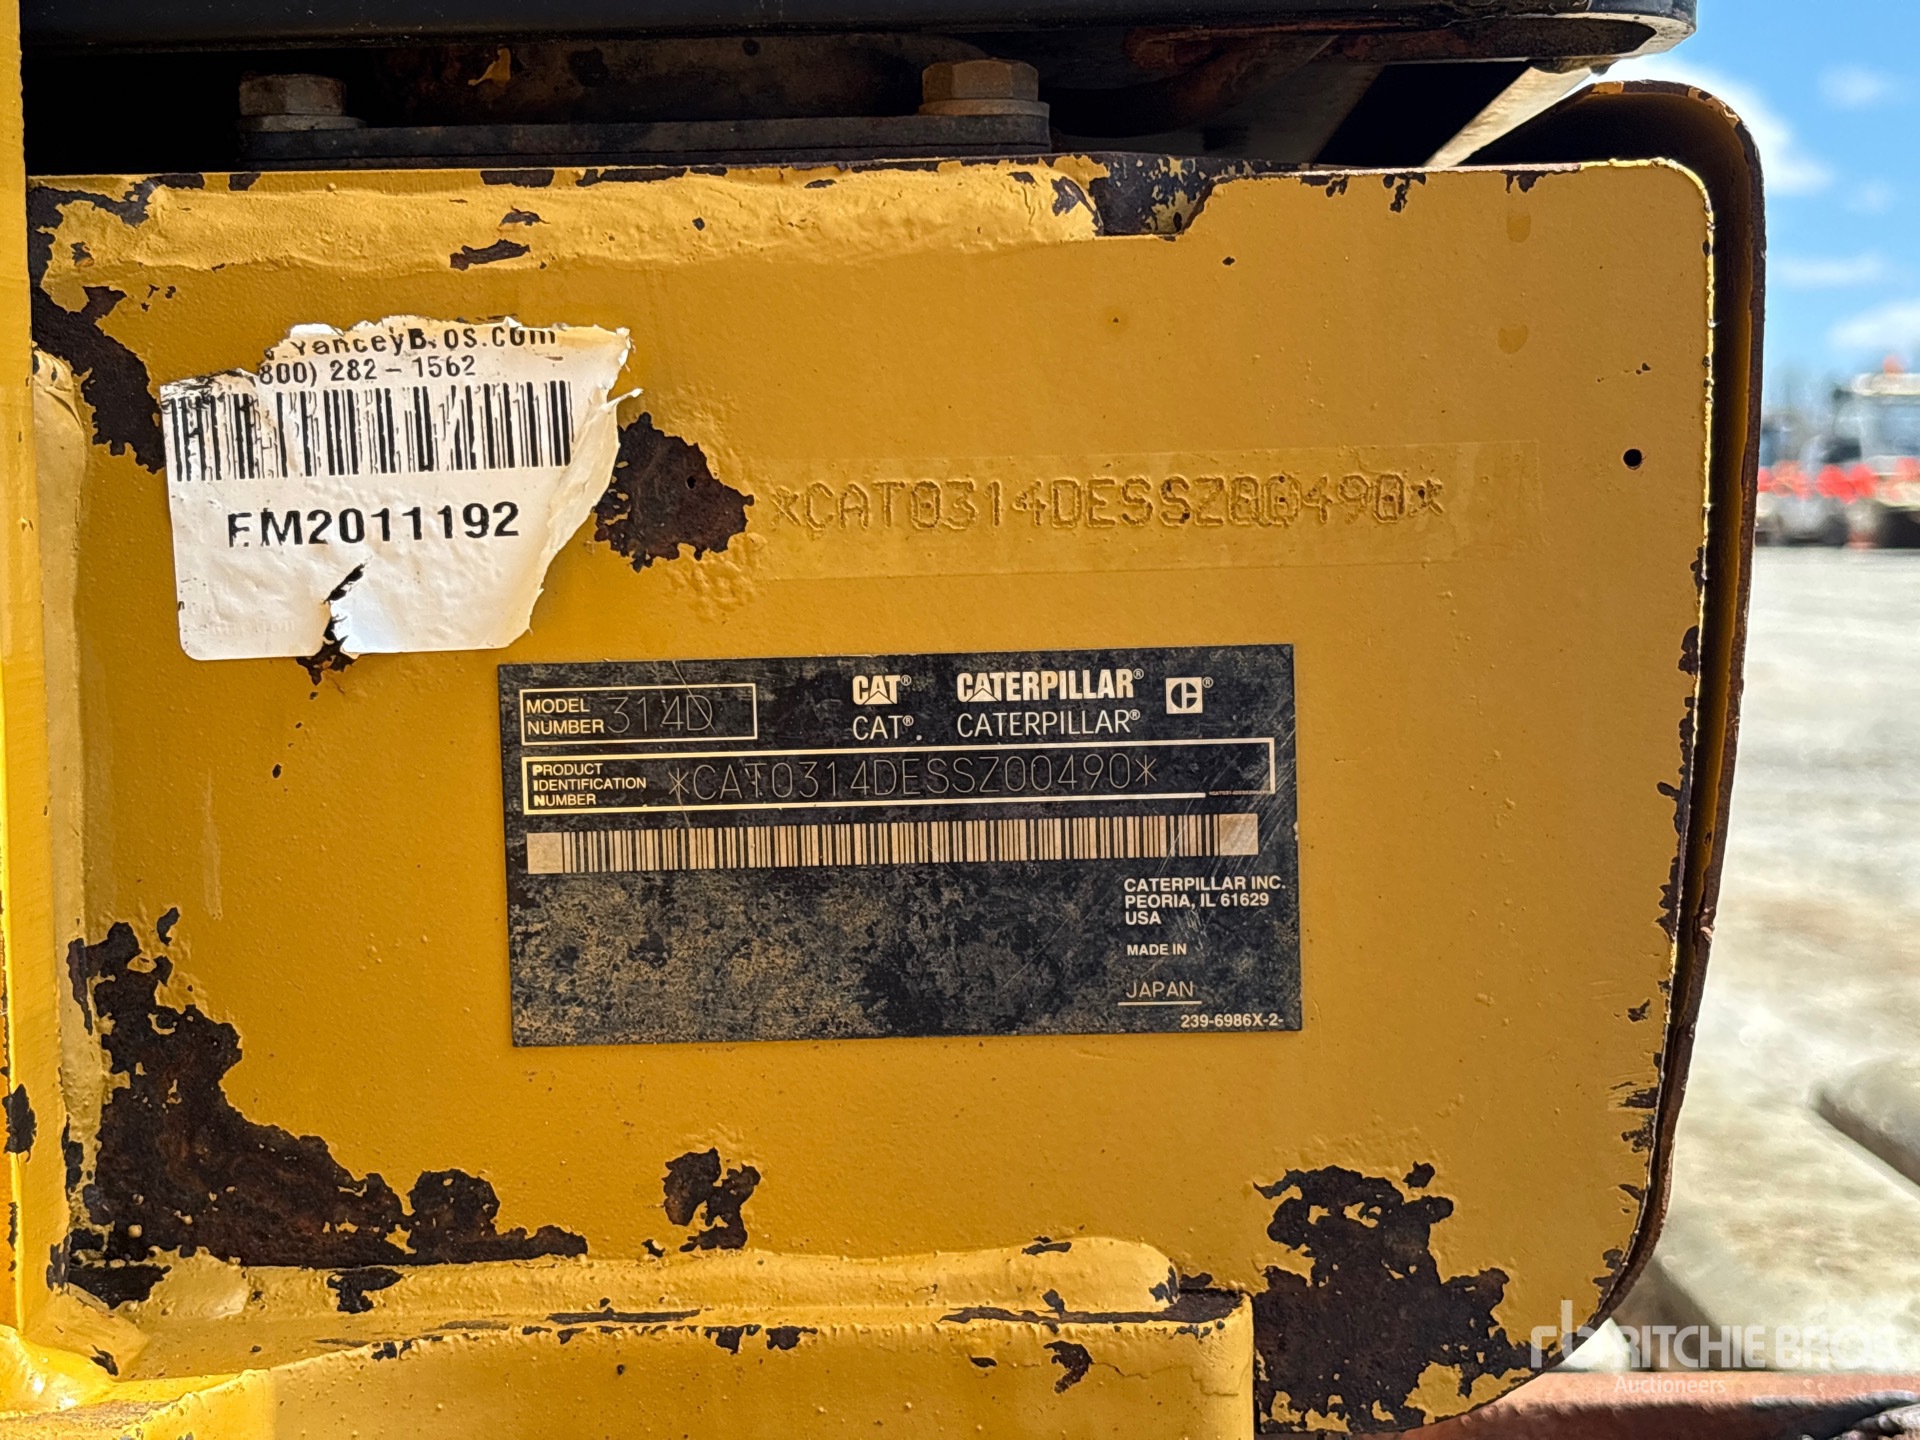 YanceyBros.com
(800) 282-1562
EM2011192
*CAT0314DESSZ00490*
MODEL NUMBER 314D
CAT® CATERPILLAR®
CAT®. CATERPILLAR®
PRODUCT IDENTIFICATION NUMBER *CAT0314DESSZ00490*
CATERPILLAR INC.
PEORIA, IL 61629
USA
MADE IN
JAPAN
239-6986X-2-
rb RITCHIE BROS
Auctioneers